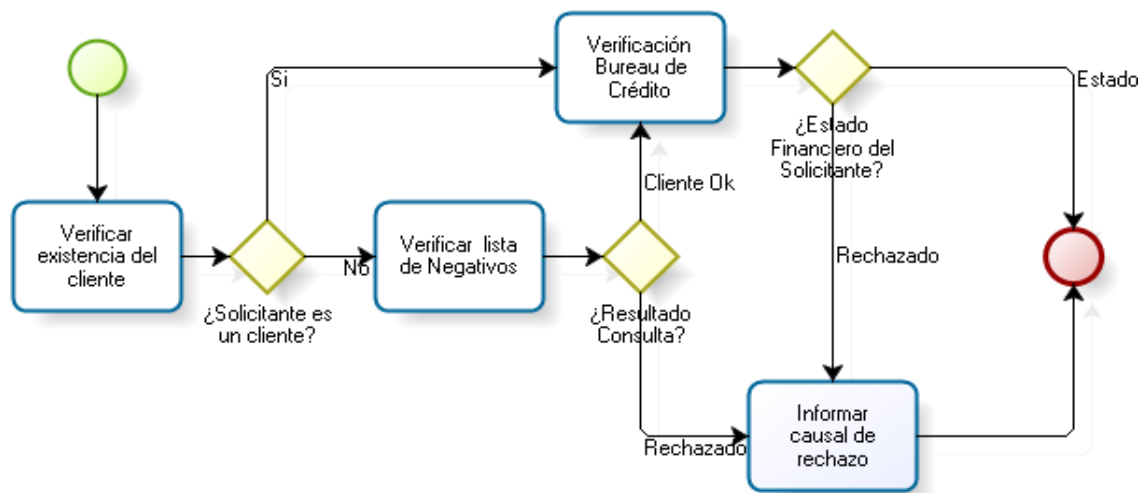 Verificación
Bureau de
Crédito
Si
Estado
¿Estado
Financiero del
Solicitante?
Cliente Ok
Verificar
existencia del
cliente
No
Verificar lista
de Negativos
Rechazado
¿Solicitante es
un cliente?
¿Resultado
Consulta?
Rechazado
Informar
causal de
rechazo